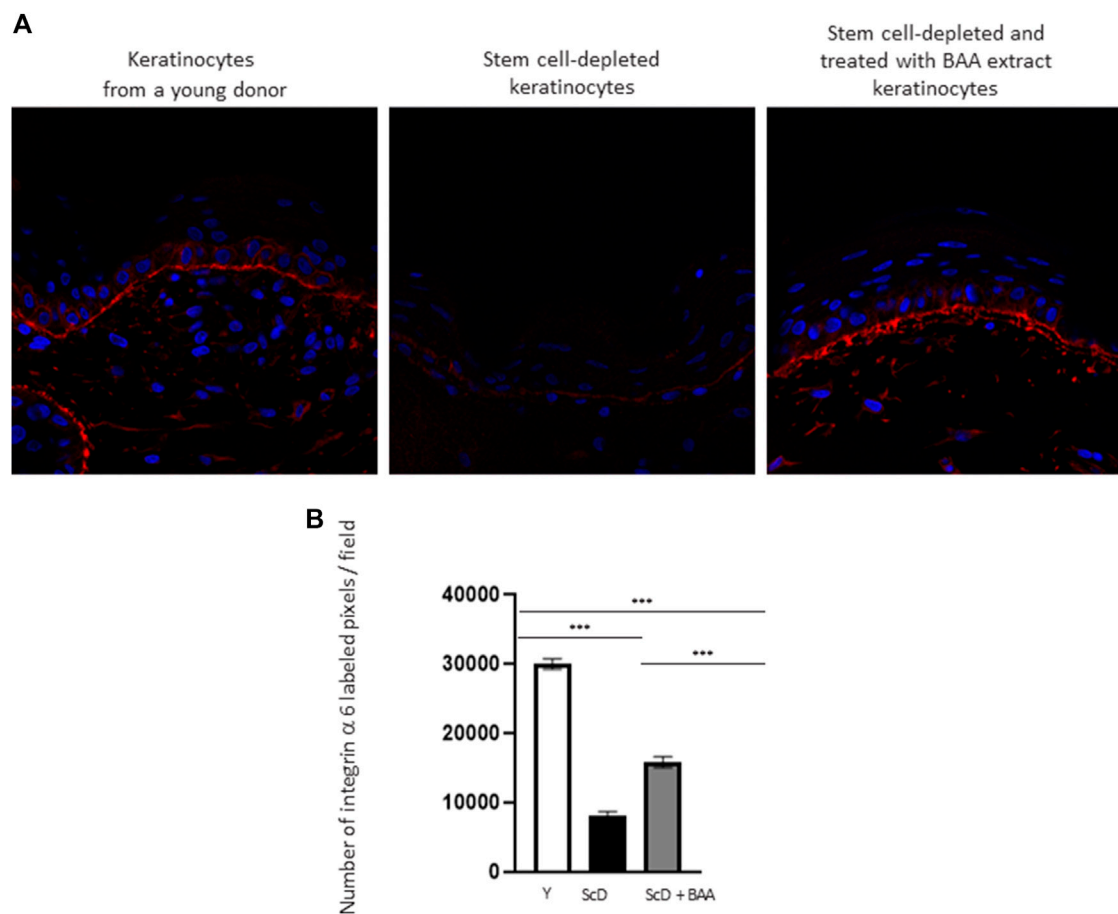 A
Keratinocytes
from a young donor
Stem cell-depleted
keratinocytes
Stem cell-depleted and
treated with BAA extract
keratinocytes
B
Number of integrin α 6 labeled pixels / field
40000
30000
20000
10000
0
***
***
***
Y
ScD
ScD + BAA